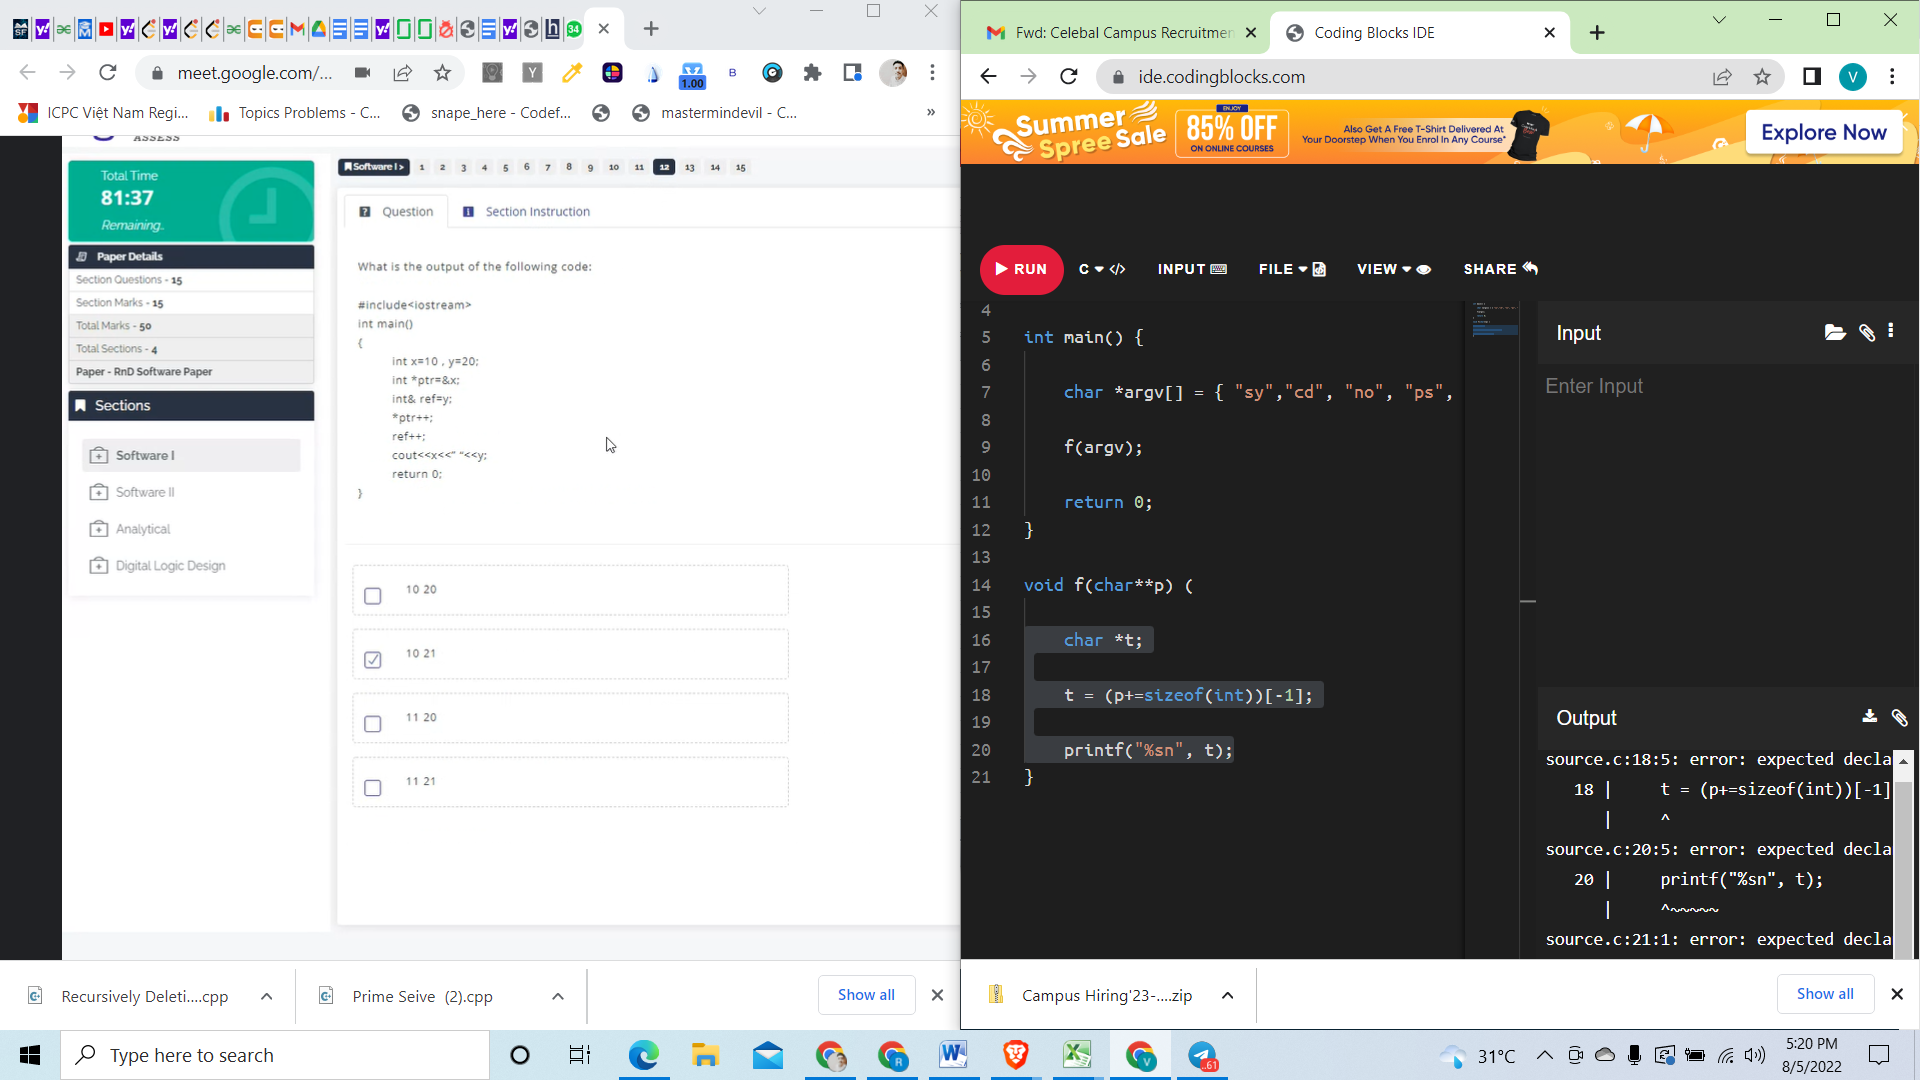 34
meet.google.com/...
1.00
ICPC Việt Nam Regi...
Topics Problems - C...
snape_here - Codef...
mastermindevil - C...
»
ASSESS
Total Time
81:37
Remaining..
Paper Details
Section Questions - 15
Section Marks - 15
Total Marks - 50
Total Sections - 4
Paper - RnD Software Paper
Sections
Software I
Software II
Analytical
Digital Logic Design
Software I > 1 2 3 4 5 6 7 8 9 10 11 12 13 14 15
Question
Section Instruction
What is the output of the following code:
#include<iostream>
int main()
{
int x=10 , y=20;
int *ptr=&x;
int& ref=y;
*ptr++;
ref++;
cout<<x<<" "<<y;
return 0;
}
10 20
10 21
11 20
11 21
Recursively Deleti....cpp
Prime Seive (2).cpp
Show all
Fwd: Celebal Campus Recruitmen
Coding Blocks IDE
ide.codingblocks.com
V
Summer
Spree Sale
ENJOY
85% OFF
ON ONLINE COURSES
Also Get A Free T-Shirt Delivered At
Your Doorstep When You Enrol In Any Course*
Explore Now
RUN
C
INPUT
FILE
VIEW
SHARE
4
5 int main() {
6
7 char *argv[] = { "sy","cd", "no", "ps",
8
9 f(argv);
10
11 return 0;
12 }
13
14 void f(char**p) (
15
16 char *t;
17
18 t = (p+=sizeof(int))[-1];
19
20 printf("%sn", t);
21 }
Input
Enter Input
Output
source.c:18:5: error: expected decla
18 | t = (p+=sizeof(int))[-1]
| ^
source.c:20:5: error: expected decla
20 | printf("%sn", t);
| ^~~~~~
source.c:21:1: error: expected decla
Campus Hiring'23-....zip
Show all
Type here to search
31°C
5:20 PM
8/5/2022